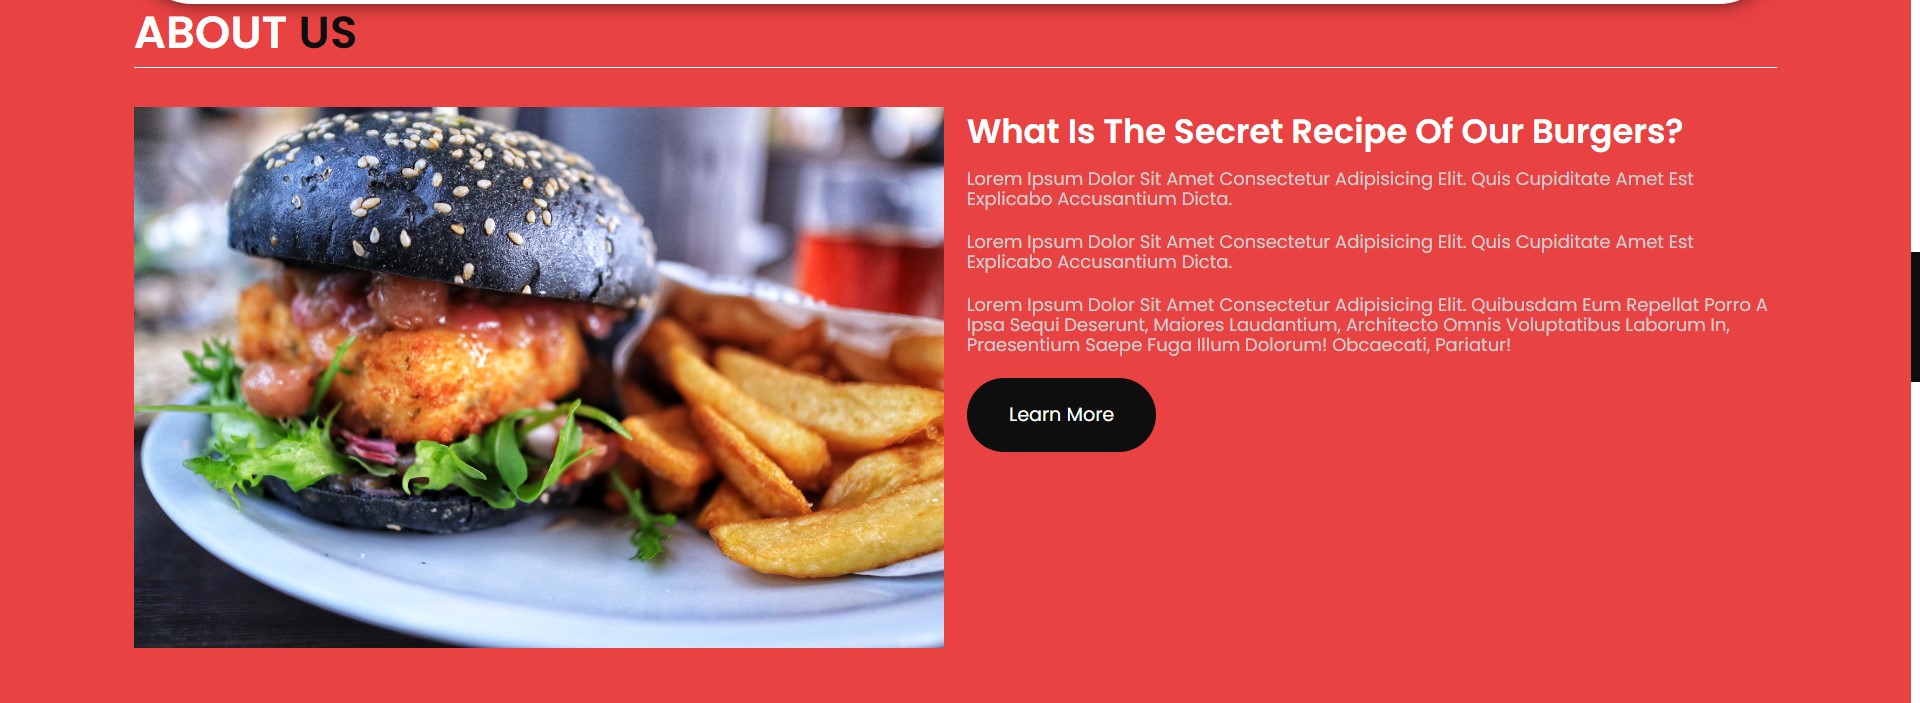 ABOUT US
What Is The Secret Recipe Of Our Burgers?
Lorem Ipsum Dolor Sit Amet Consectetur Adipisicing Elit. Quis Cupiditate Amet Est
Explicabo Accusantium Dicta.
Lorem Ipsum Dolor Sit Amet Consectetur Adipisicing Elit. Quis Cupiditate Amet Est
Explicabo Accusantium Dicta.
Lorem Ipsum Dolor Sit Amet Consectetur Adipisicing Elit. Quibusdam Eum Repellat Porro A
Ipsa Sequi Deserunt, Maiores Laudantium, Architecto Omnis Voluptatibus Laborum In,
Praesentium Saepe Fuga Illum Dolorum! Obcaecati, Pariatur!
Learn More